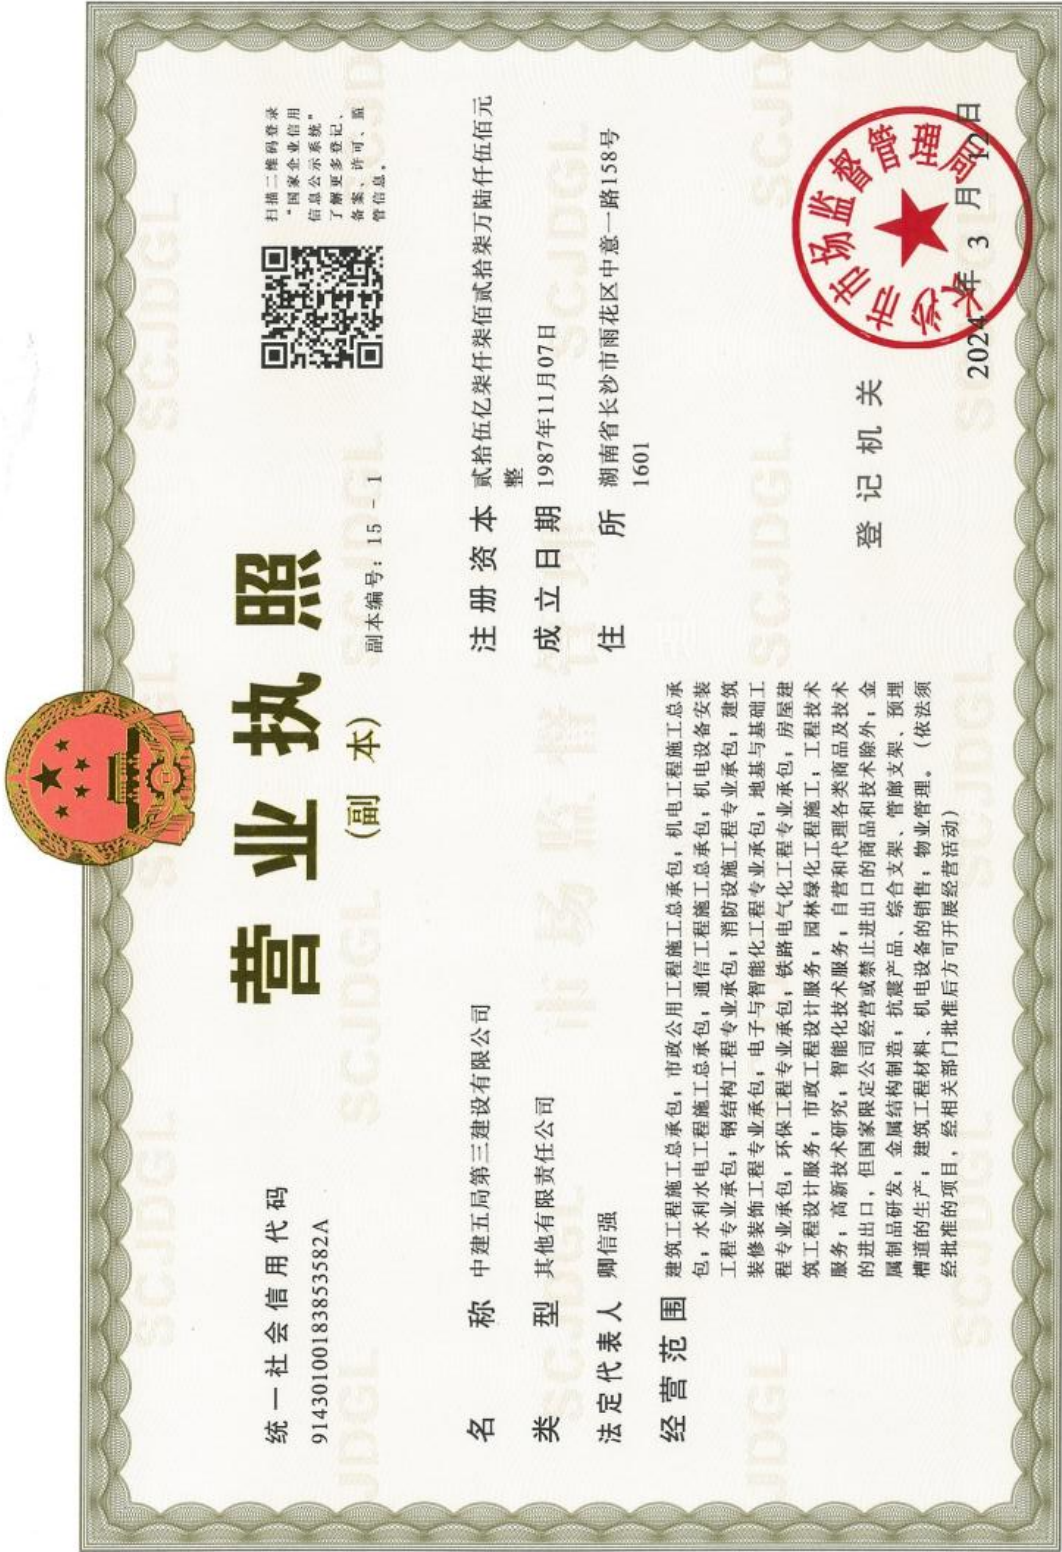 统一社会信用代码
91430100183853582A
营业执照
(副 本)
副本编号: 15 - 1
扫描二维码登录
“国家企业信用
信息公示系统”
了解更多登记、
备案、许可、监
管信息。
名 称 中建五局第三建设有限公司
类 型 其他有限责任公司
法定代表人 卿信强
经营范围 建筑工程施工总承包；市政公用工程施工总承包；机电工程施工总承
包；水利水电工程施工总承包；通信工程施工总承包；机电设备安装
工程专业承包；钢结构工程专业承包；消防设施工程专业承包；建筑
装修装饰工程专业承包；电子与智能化工程专业承包；地基与基础工
程专业承包；环保工程专业承包；铁路电气化工程专业承包；房屋建
筑工程设计服务；市政工程设计服务；园林绿化工程施工；工程技术
服务；高新技术研究；智能化技术服务；自营和代理各类商品及技术
的进出口，但国家限定公司经营或禁止进出口的商品和技术除外；金
属制品研发；金属结构制造；抗震产品、综合支架、管廊支架、预埋
槽道的生产；建筑工程材料、机电设备的销售；物业管理。（依法须
经批准的项目，经相关部门批准后方可开展经营活动）
注册资本 贰拾伍亿柒仟柒佰贰拾柒万陆仟伍佰元
整
成立日期 1987年11月07日
住 所 湖南省长沙市雨花区中意一路158号
1601
登记机关
长沙市市场监督管理局
2024年 3 月 12日
SCJDGL
市场监督管理